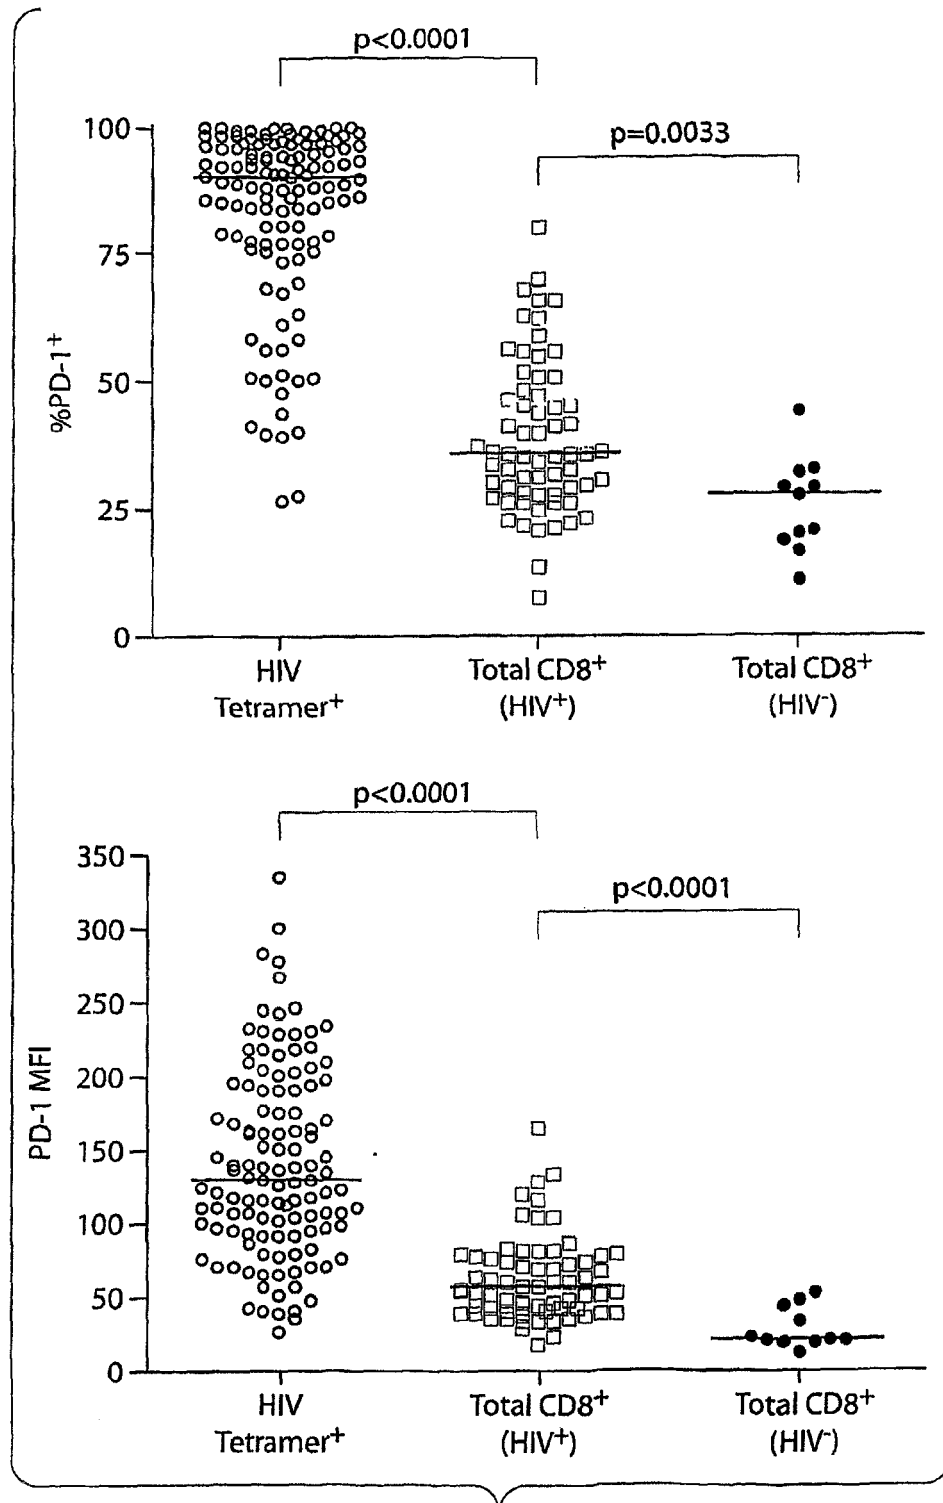 p<0.0001
p=0.0033
100
75
50
25
0
%PD-1⁺
HIV
Tetramer⁺
Total CD8⁺
(HIV⁺)
Total CD8⁺
(HIV⁻)
p<0.0001
p<0.0001
350
300
250
200
150
100
50
0
PD-1 MFI
HIV
Tetramer⁺
Total CD8⁺
(HIV⁺)
Total CD8⁺
(HIV⁻)